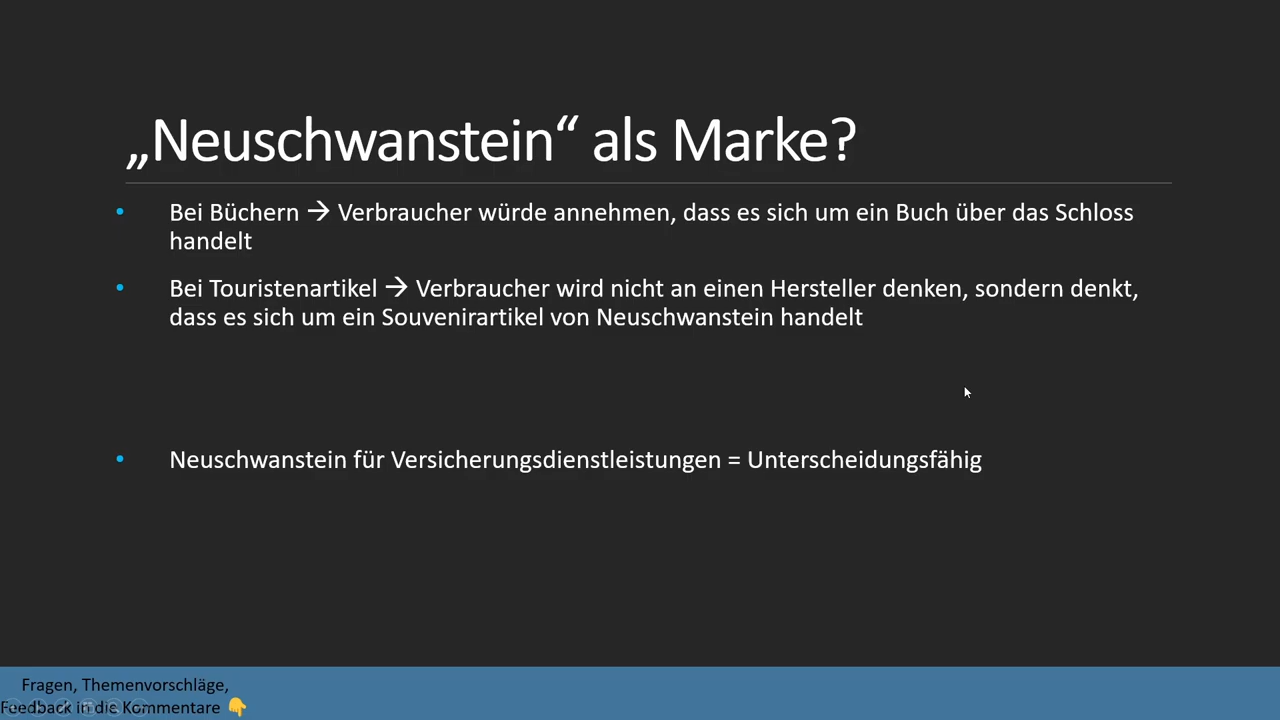 „Neuschwanstein“ als Marke?
• Bei Büchern → Verbraucher würde annehmen, dass es sich um ein Buch über das Schloss
handelt
• Bei Touristenartikel → Verbraucher wird nicht an einen Hersteller denken, sondern denkt,
dass es sich um ein Souvenirartikel von Neuschwanstein handelt
• Neuschwanstein für Versicherungsdienstleistungen = Unterscheidungsfähig
Fragen, Themenvorschläge,
Feedback in die Kommentare 👇